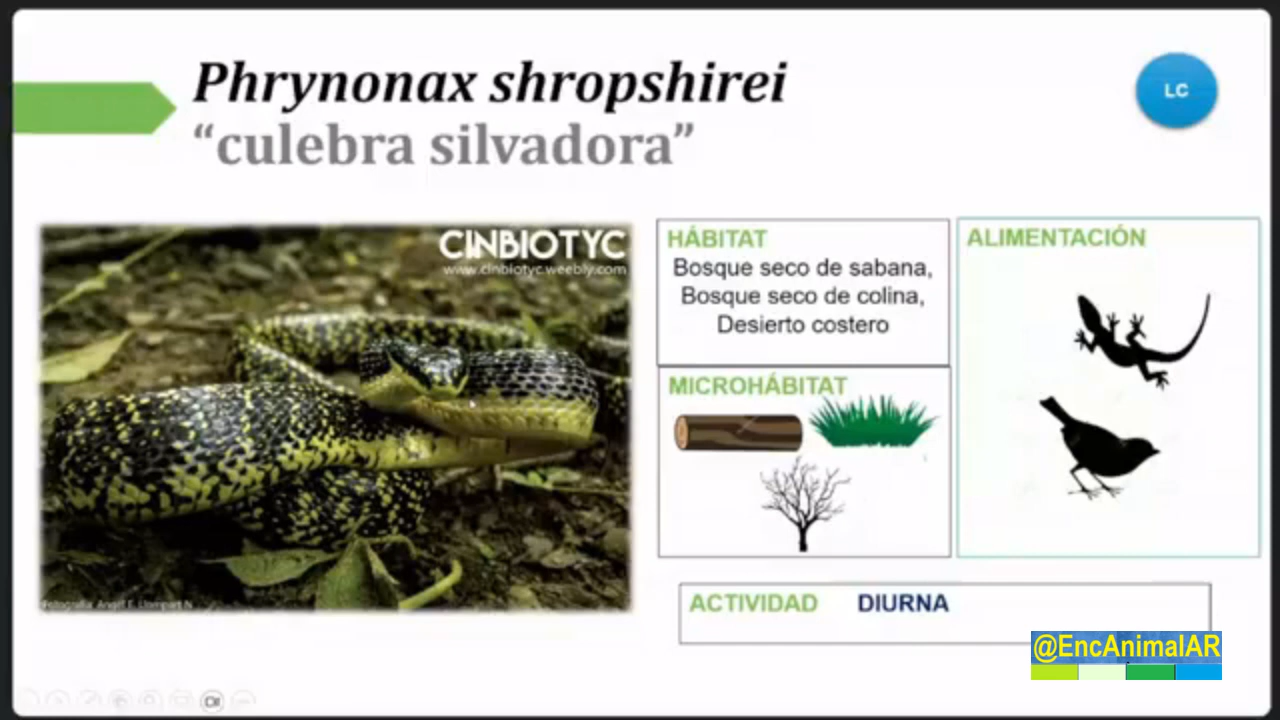 Phrynonax shropshirei
“culebra silvadora”
LC
CINBIOTYC
www.cinbiotyc.weebly.com
HÁBITAT
Bosque seco de sabana,
Bosque seco de colina,
Desierto costero
ALIMENTACIÓN
MICROHÁBITAT
ACTIVIDAD DIURNA
@EncAnimalAR